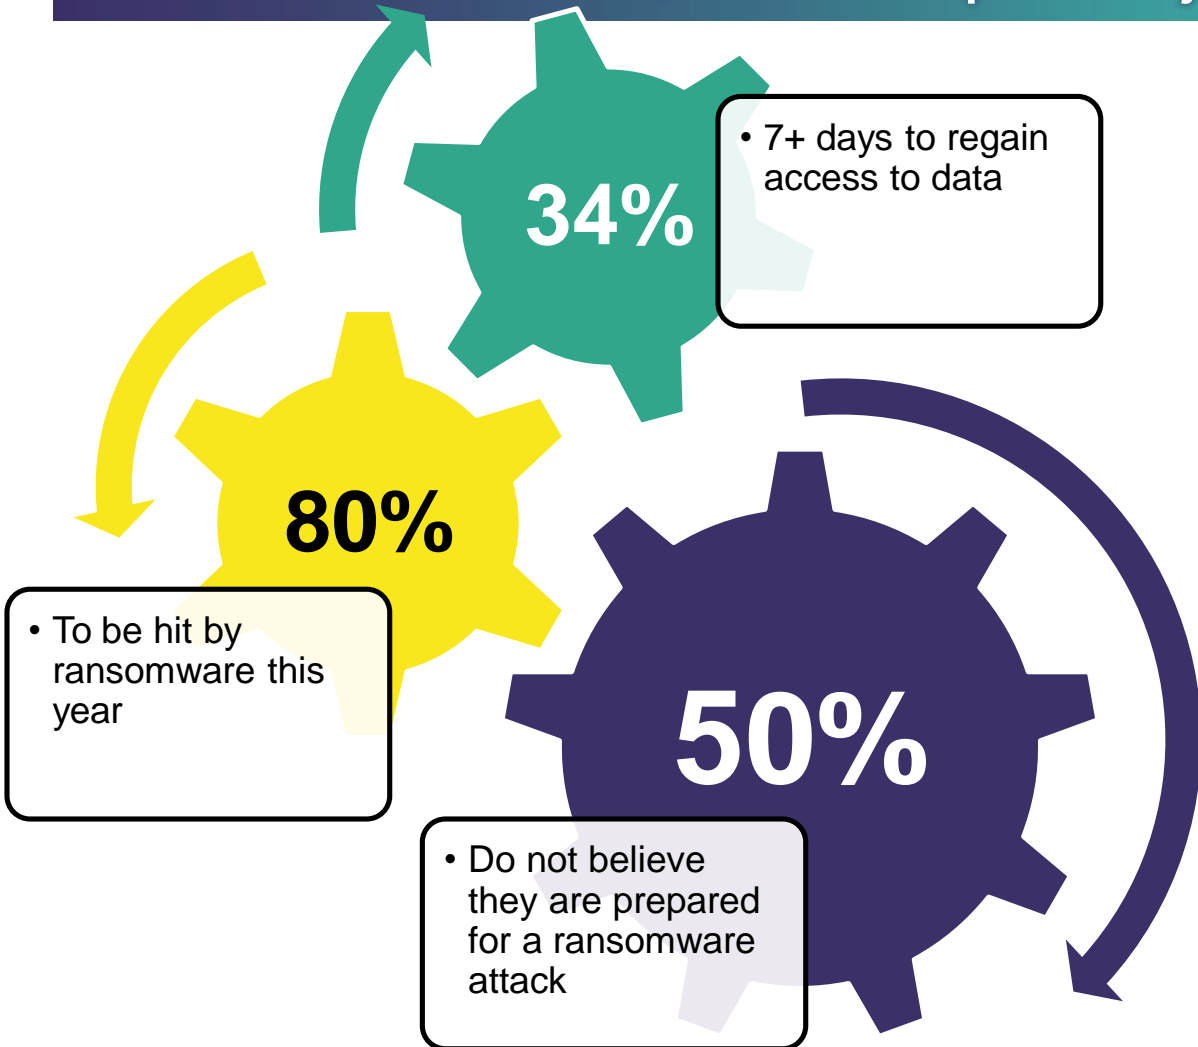 34%
• 7+ days to regain
access to data
80%
• To be hit by
ransomware this
year
50%
• Do not believe
they are prepared
for a ransomware
attack